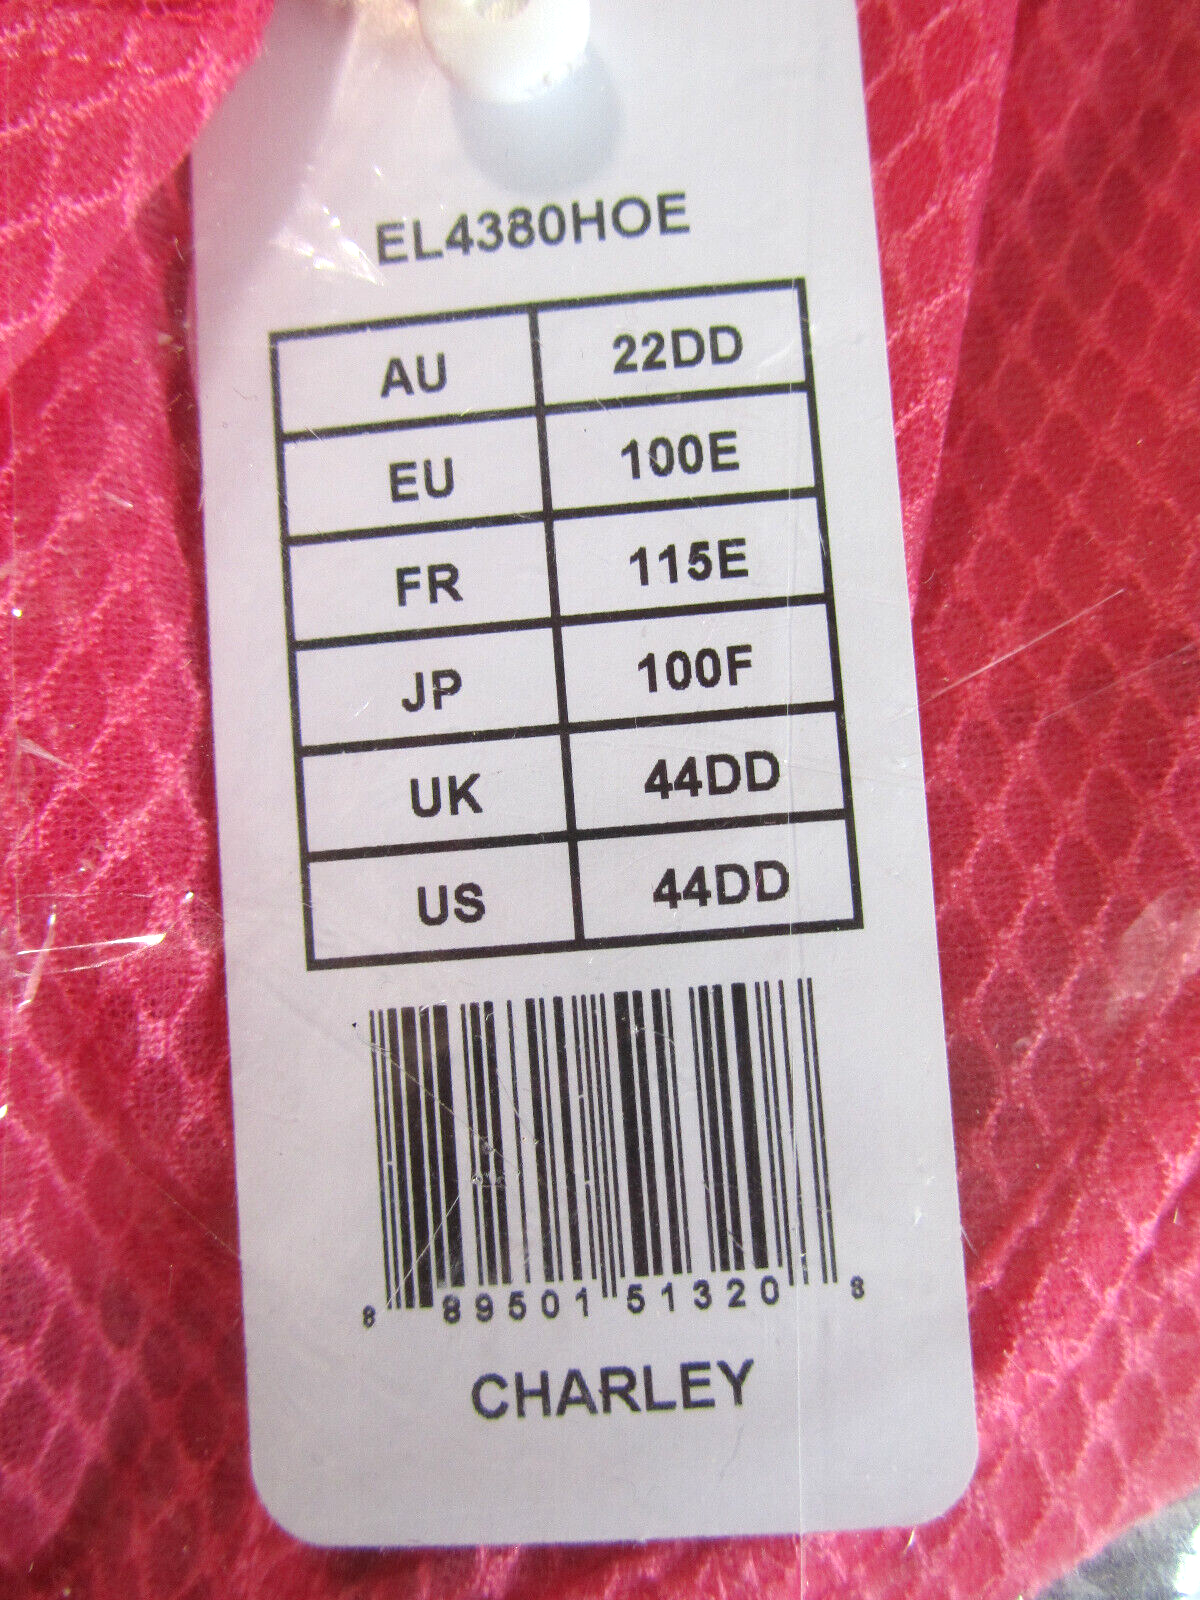 EL4380HOE
AU 22DD
EU 100E
FR 115E
JP 100F
UK 44DD
US 44DD
8 89501 51320 8
CHARLEY